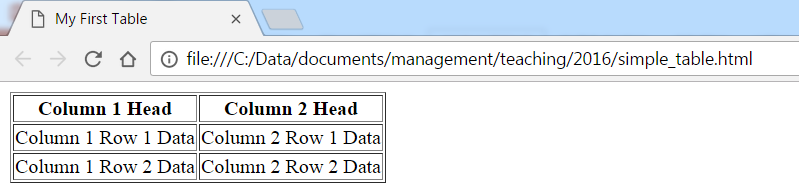 My First Table
file:///C:/Data/documents/management/teaching/2016/simple_table.html
Column 1 Head Column 2 Head
Column 1 Row 1 Data Column 2 Row 1 Data
Column 1 Row 2 Data Column 2 Row 2 Data